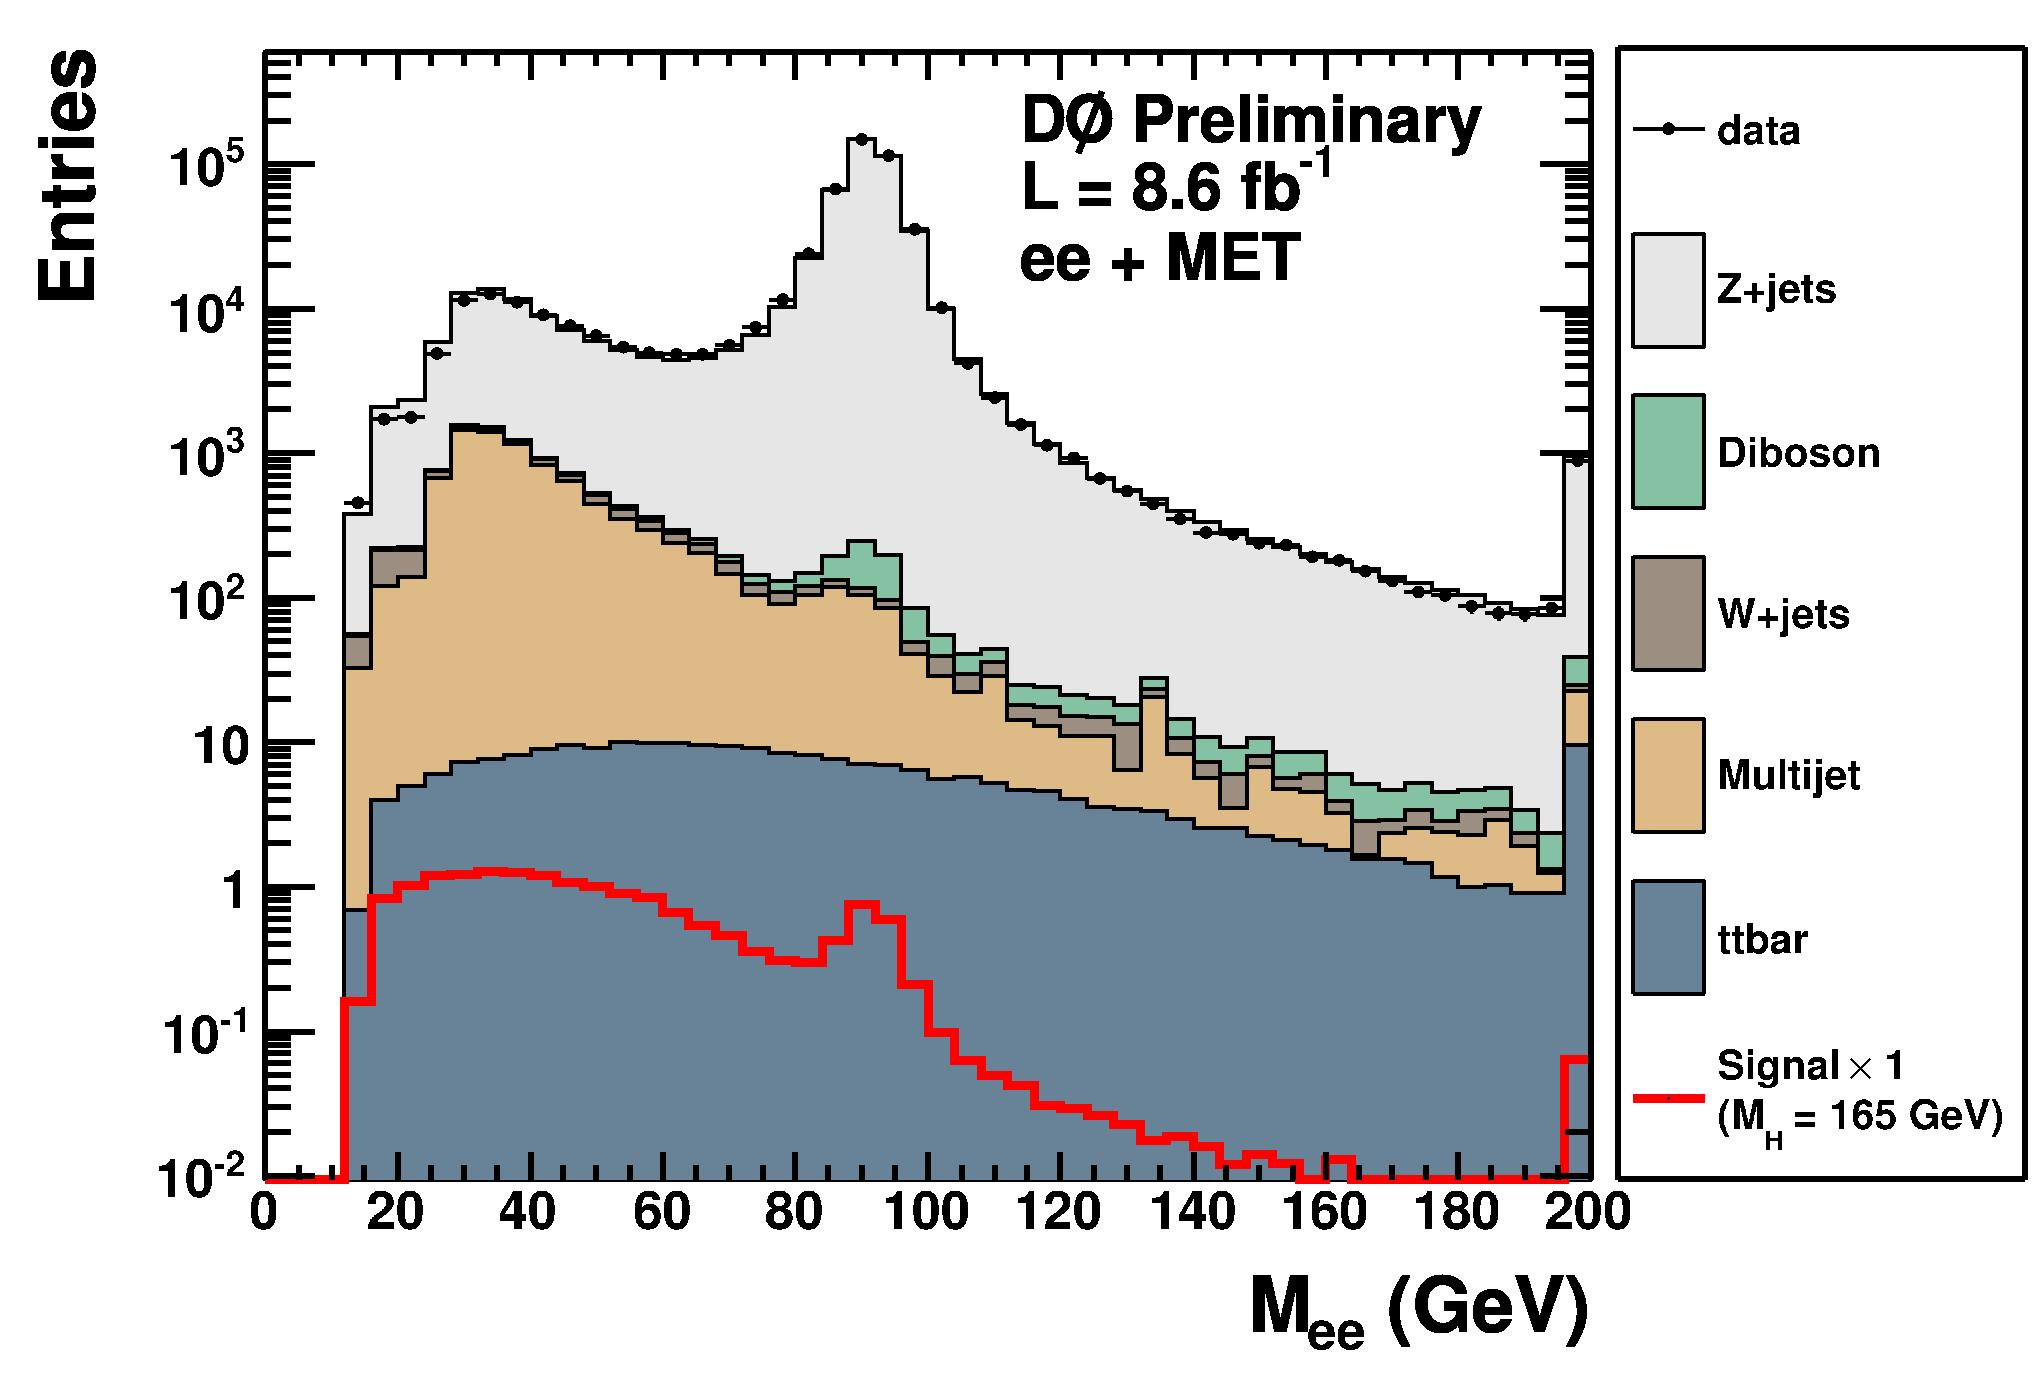 Entries
DØ Preliminary
L = 8.6 fb⁻¹
ee + MET
10⁵
10⁴
10³
10²
10
1
10⁻¹
10⁻²
0 20 40 60 80 100 120 140 160 180 200
Mₑₑ (GeV)
data
Z+jets
Diboson
W+jets
Multijet
ttbar
Signal × 1
(M_H = 165 GeV)